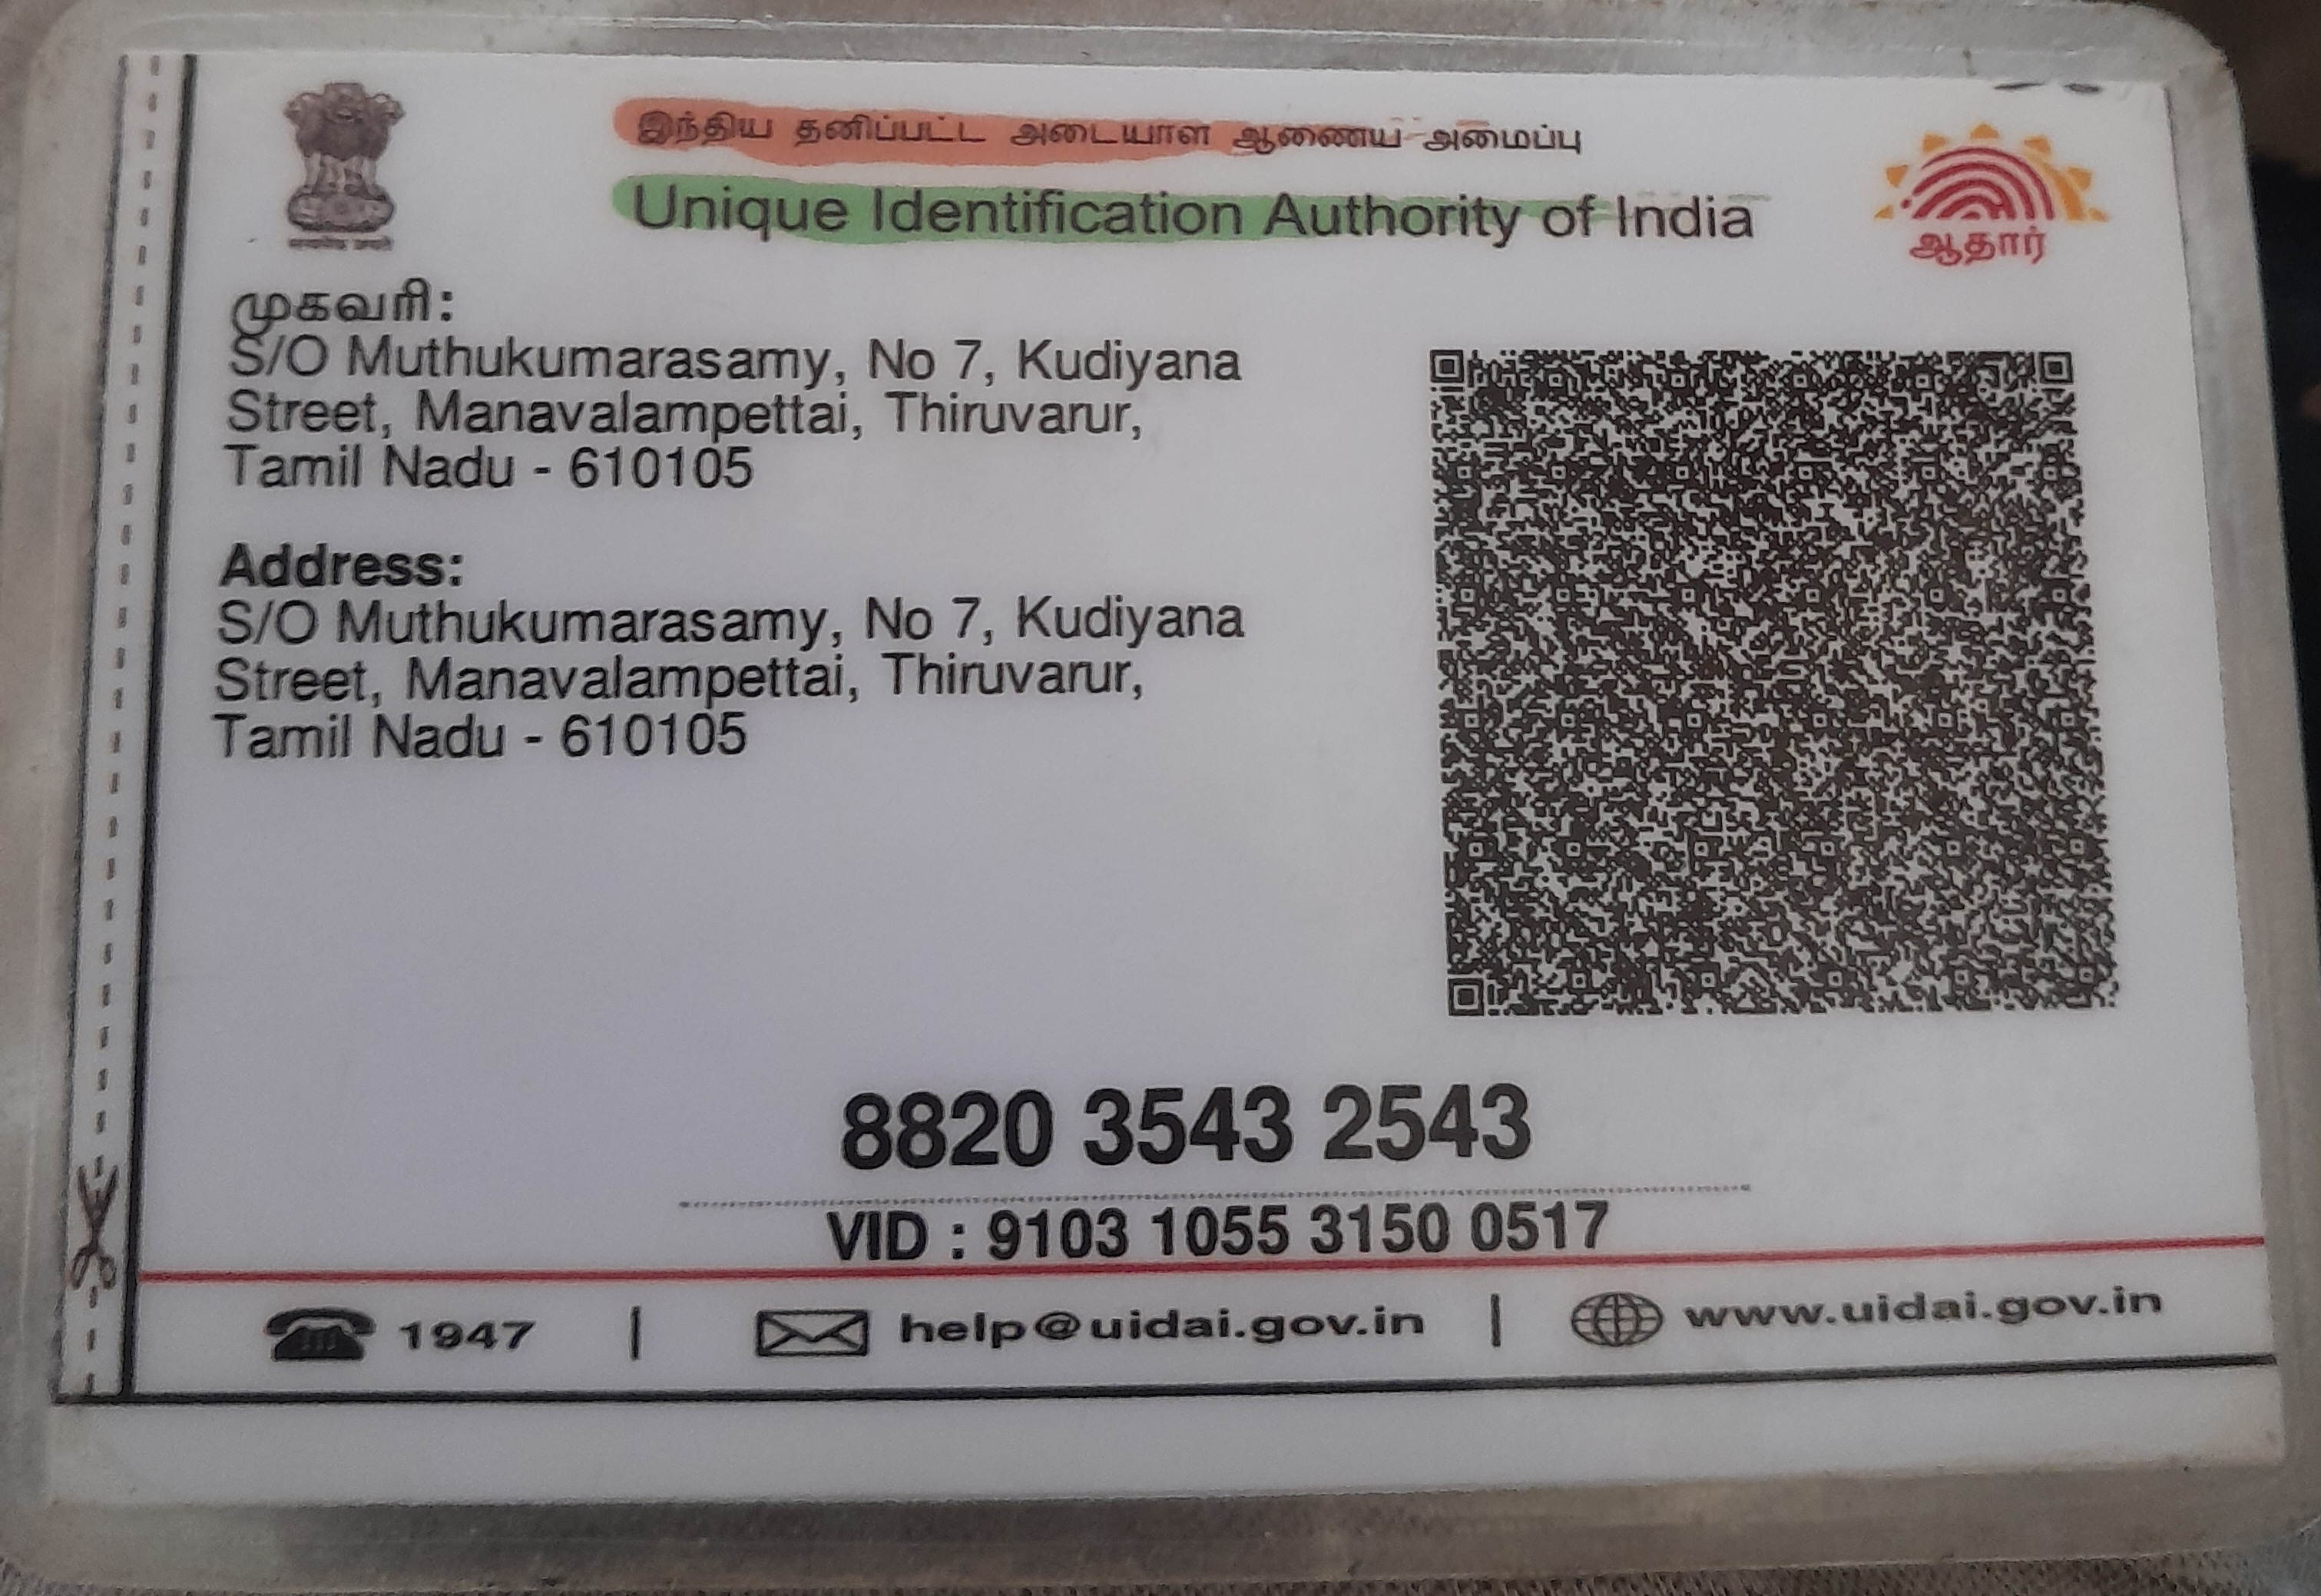 இந்திய தனிப்பட்ட அடையாள ஆணைய அமைப்பு
Unique Identification Authority of India
ஆதார்
முகவரி:
S/O Muthukumarasamy, No 7, Kudiyana
Street, Manavalampettai, Thiruvarur,
Tamil Nadu - 610105
Address:
S/O Muthukumarasamy, No 7, Kudiyana
Street, Manavalampettai, Thiruvarur,
Tamil Nadu - 610105
8820 3543 2543
VID : 9103 1055 3150 0517
1947 | help@uidai.gov.in | www.uidai.gov.in